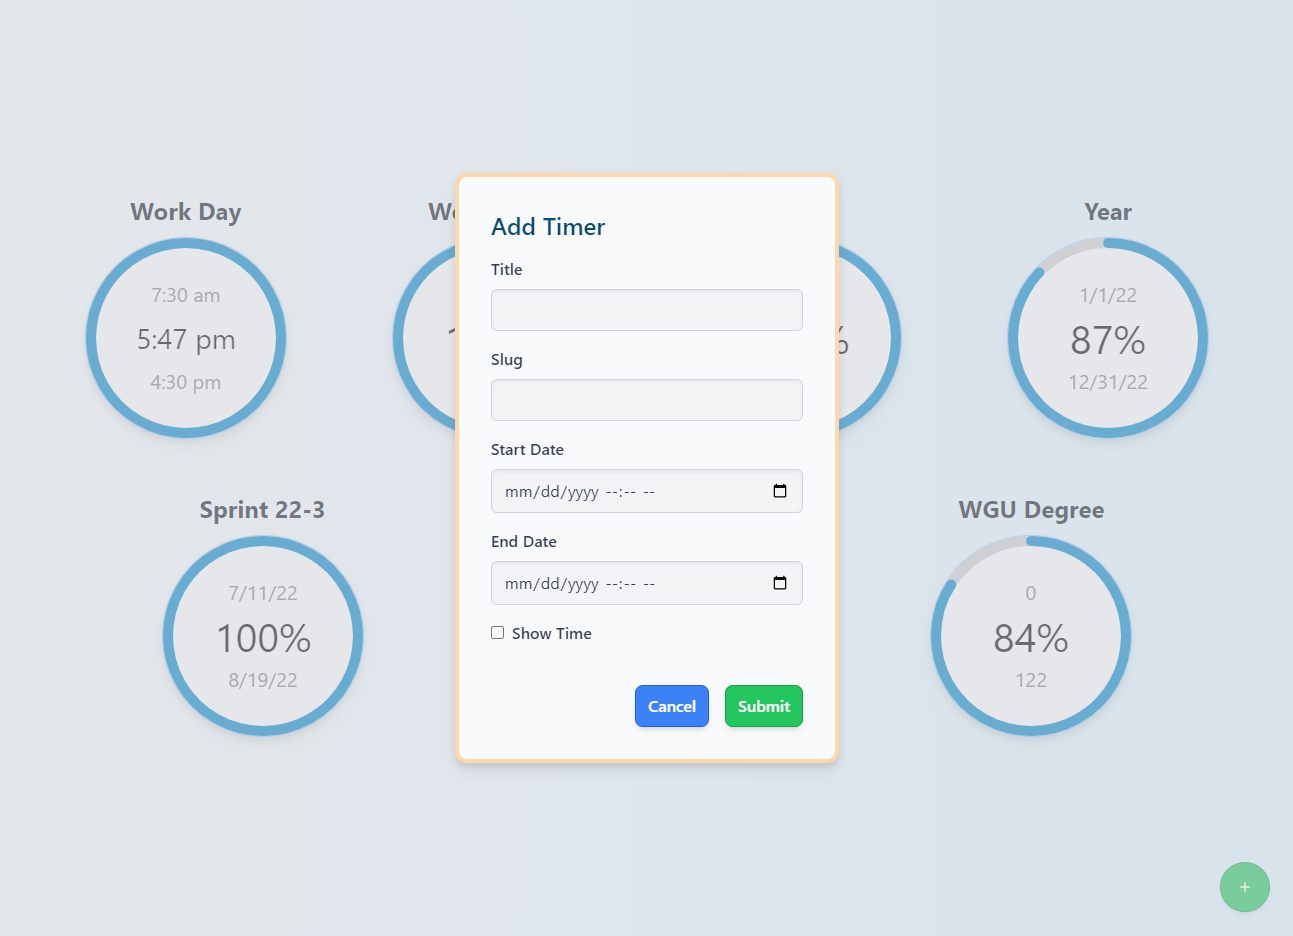 Work Day
7:30 am
5:47 pm
4:30 pm
Year
1/1/22
87%
12/31/22
Sprint 22-3
7/11/22
100%
8/19/22
WGU Degree
0
84%
122
Add Timer
Title
Slug
Start Date
mm/dd/yyyy --:-- --
End Date
mm/dd/yyyy --:-- --
Show Time
Cancel
Submit
+